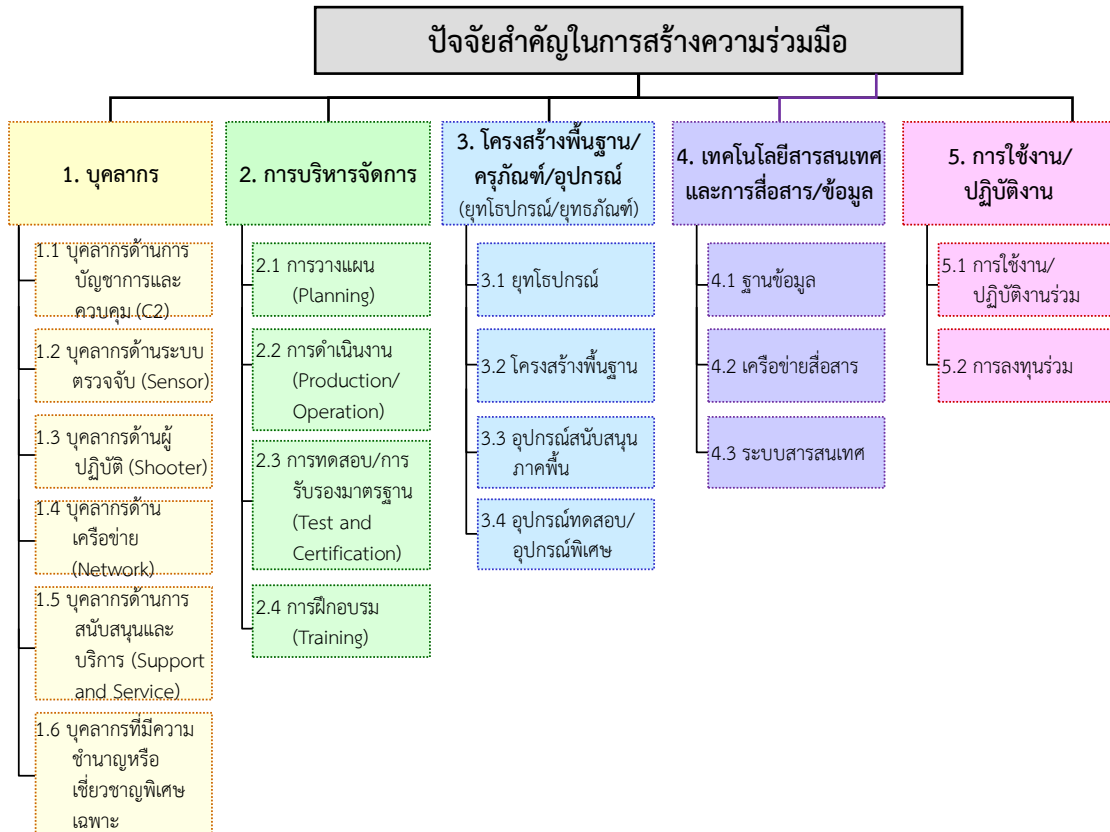 ปัจจัยสำคัญในการสร้างความร่วมมือ
1. บุคลากร
1.1 บุคลากรด้านการ
บัญชาการและ
ควบคุม (C2)
1.2 บุคลากรด้านระบบ
ตรวจจับ (Sensor)
1.3 บุคลากรด้านผู้
ปฏิบัติ (Shooter)
1.4 บุคลากรด้าน
เครือข่าย
(Network)
1.5 บุคลากรด้านการ
สนับสนุนและ
บริการ (Support
and Service)
1.6 บุคลากรที่มีความ
ชำนาญหรือ
เชี่ยวชาญพิเศษ
เฉพาะ
2. การบริหารจัดการ
2.1 การวางแผน
(Planning)
2.2 การดำเนินงาน
(Production/
Operation)
2.3 การทดสอบ/การ
รับรองมาตรฐาน
(Test and
Certification)
2.4 การฝึกอบรม
(Training)
3. โครงสร้างพื้นฐาน/
ครุภัณฑ์/อุปกรณ์
(ยุทโธปกรณ์/ยุทธภัณฑ์)
3.1 ยุทโธปกรณ์
3.2 โครงสร้างพื้นฐาน
3.3 อุปกรณ์สนับสนุน
ภาคพื้น
3.4 อุปกรณ์ทดสอบ/
อุปกรณ์พิเศษ
4. เทคโนโลยีสารสนเทศ
และการสื่อสาร/ข้อมูล
4.1 ฐานข้อมูล
4.2 เครือข่ายสื่อสาร
4.3 ระบบสารสนเทศ
5. การใช้งาน/
ปฏิบัติงาน
5.1 การใช้งาน/
ปฏิบัติงานร่วม
5.2 การลงทุนร่วม